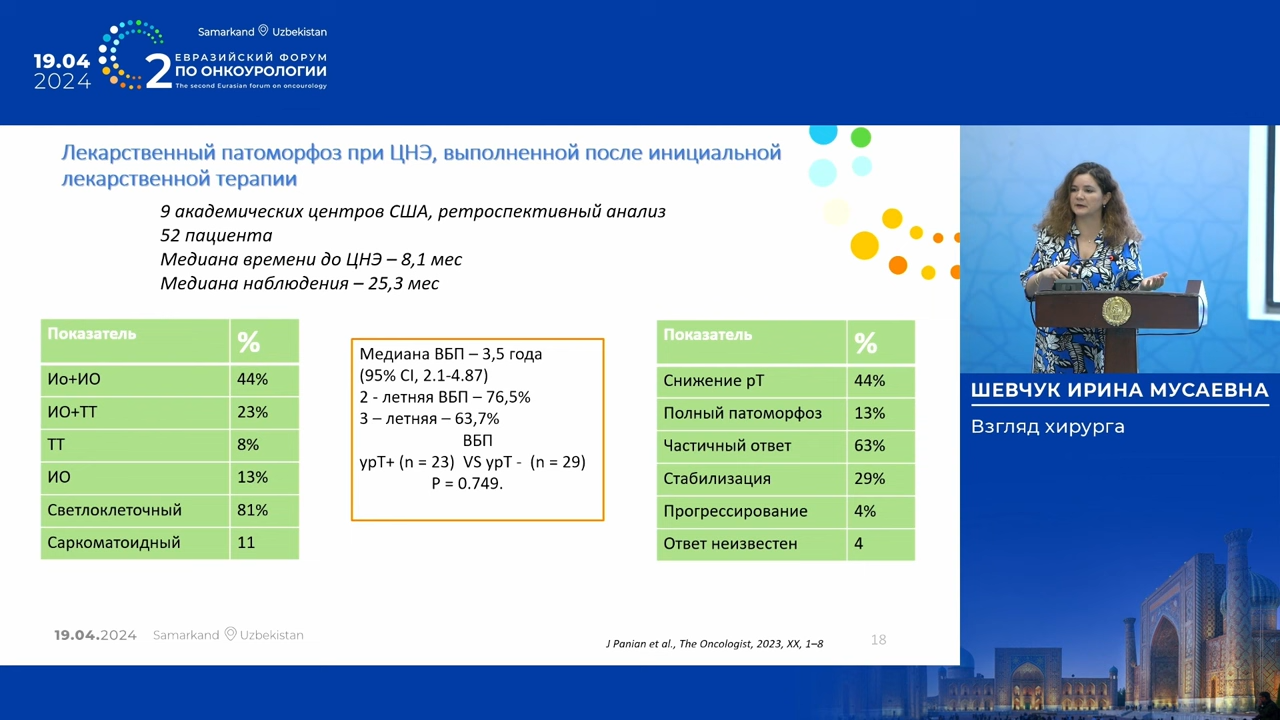 Samarkand Uzbekistan
19.04
2024
2
ЕВРАЗИЙСКИЙ ФОРУМ
ПО ОНКОУРОЛОГИИ
The second Eurasian forum on oncourology
Лекарственный патоморфоз при ЦНЭ, выполненной после инициальной
лекарственной терапии
9 академических центров США, ретроспективный анализ
52 пациента
Медиана времени до ЦНЭ – 8,1 мес
Медиана наблюдения – 25,3 мес
Показатель %
Ио+ИО 44%
ИО+ТТ 23%
ТТ 8%
ИО 13%
Светлоклеточный 81%
Саркоматоидный 11
Медиана ВБП – 3,5 года
(95% CI, 2.1-4.87)
2 - летняя ВБП – 76,5%
3 – летняя – 63,7%
ВБП
ypT+ (n = 23) VS ypT - (n = 29)
P = 0.749.
Показатель %
Снижение рТ 44%
Полный патоморфоз 13%
Частичный ответ 63%
Стабилизация 29%
Прогрессирование 4%
Ответ неизвестен 4
19.04.2024 Samarkand Uzbekistan
J Panian et al., The Oncologist, 2023, XX, 1–8
18
ШЕВЧУК ИРИНА МУСАЕВНА
Взгляд хирурга